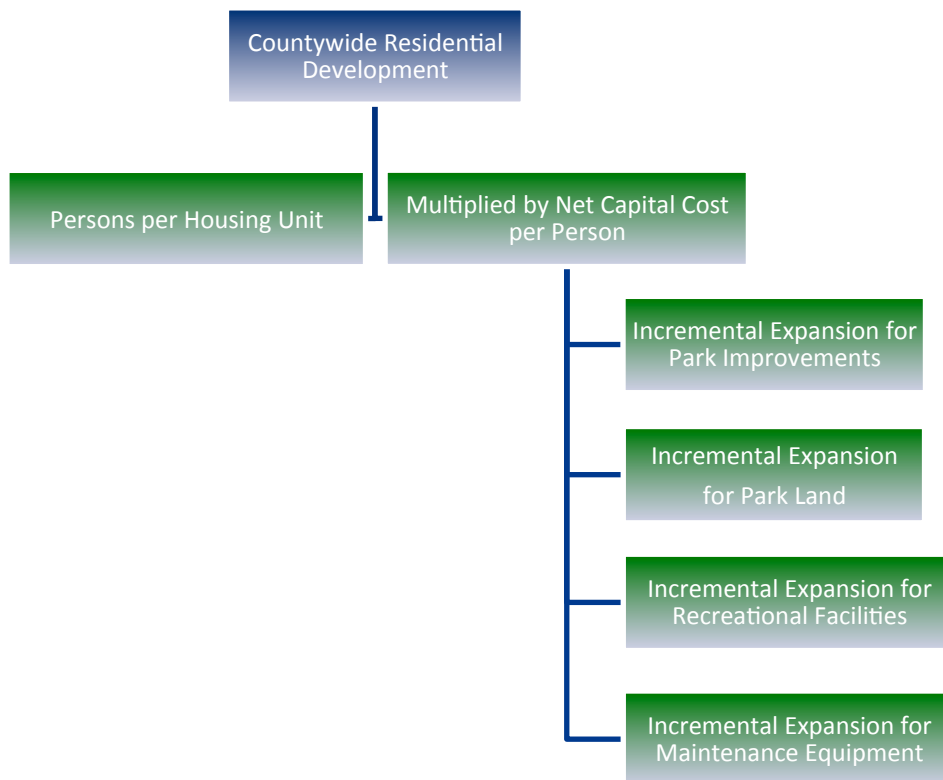 Countywide Residential
Development
Persons per Housing Unit
Multiplied by Net Capital Cost
per Person
Incremental Expansion for
Park Improvements
Incremental Expansion
for Park Land
Incremental Expansion for
Recreational Facilities
Incremental Expansion for
Maintenance Equipment